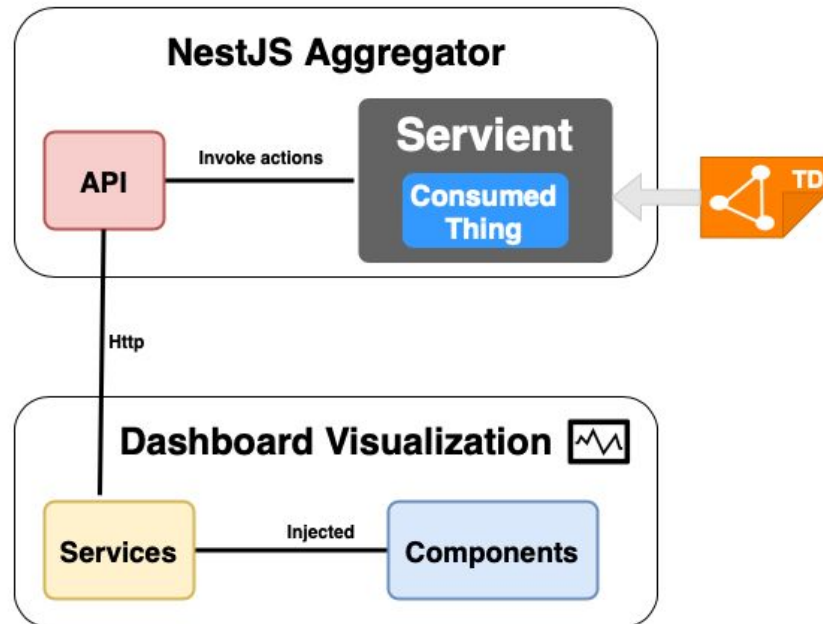 NestJS Aggregator
API
Invoke actions
Servient
Consumed
Thing
TD
Http
Dashboard Visualization
Services
Injected
Components